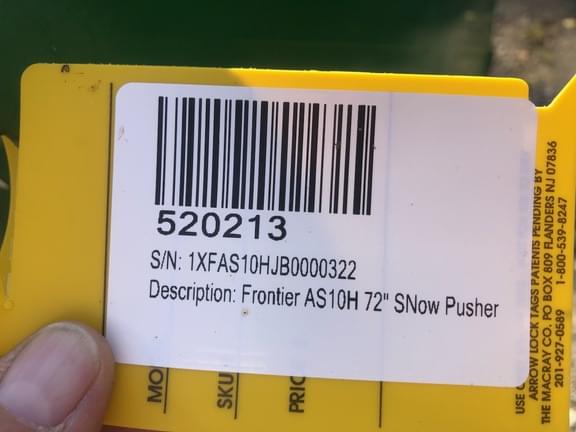 520213
S/N: 1XFAS10HJB0000322
Description: Frontier AS10H 72" SNow Pusher
MO
SKU
PRIC
USE
ARROW LOCK TAGS PATENTS PENDING BY
THE MACRAY CO. PO BOX 809 FLANDERS NJ 07836
201-927-0589 1-800-539-8247